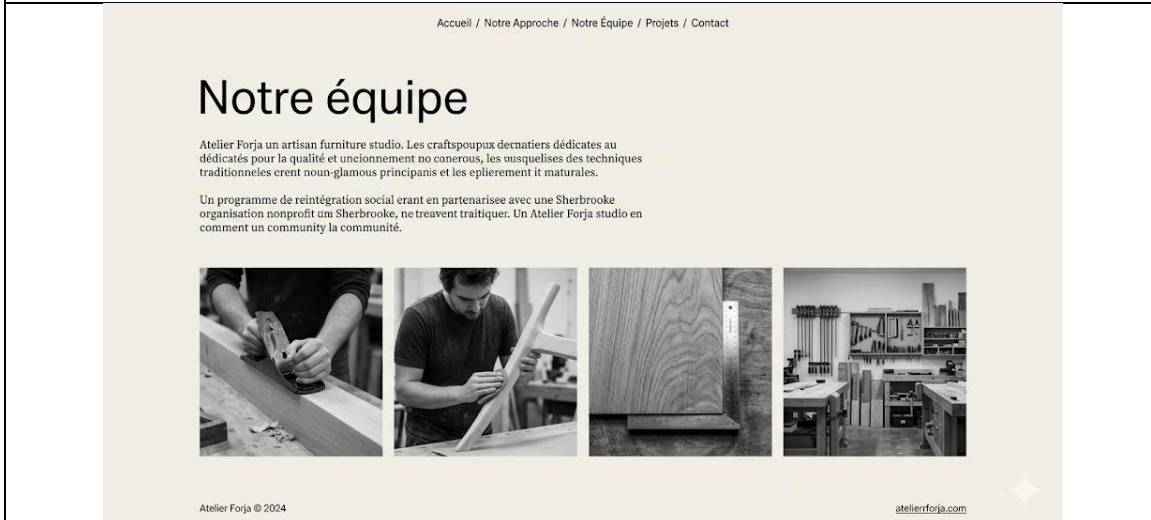 Accueil / Notre Approche / Notre Équipe / Projets / Contact
Notre équipe
Atelier Forja un artisan furniture studio. Les craftspoupux dernatiers dédicates au
dédicatés pour la qualité et uncionnement no conerous, les vusquelises des techniques
traditionneles erent noun-glamous principanis et les eplierement it maturales.
Un programme de reintégration social erant en partenarisee avec une Sherbrooke
organisation nonprofit um Sherbrooke, ne treavent traitiquer. Un Atelier Forja studio en
comment un community la communité.
Atelier Forja © 2024
atelierrforja.com